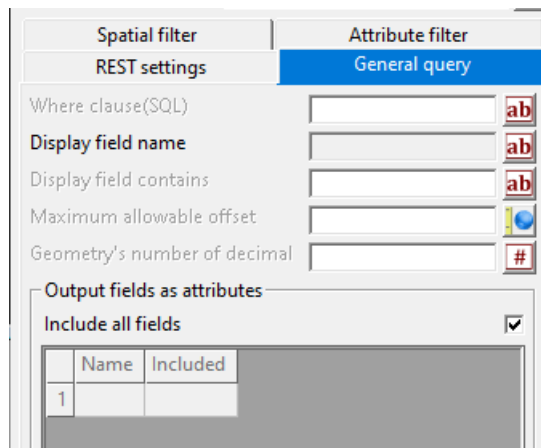 Spatial filter Attribute filter
REST settings General query
Where clause(SQL) ab
Display field name ab
Display field contains ab
Maximum allowable offset
Geometry's number of decimal #
Output fields as attributes
Include all fields
Name Included
1